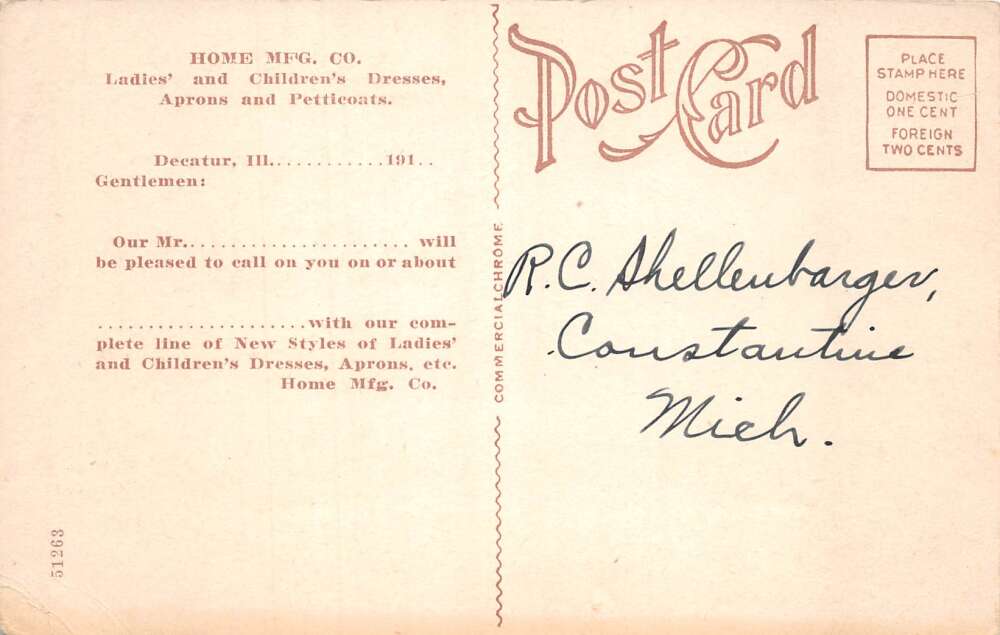 HOME MFG. CO.
Ladies' and Children's Dresses,
Aprons and Petticoats.
Decatur, Ill............191..
Gentlemen:
Our Mr....................... will
be pleased to call on you on or about
.....................with our com-
plete line of New Styles of Ladies'
and Children's Dresses, Aprons, etc.
Home Mfg. Co.
51263
COMMERCIALCHROME
Post Card
PLACE
STAMP HERE
DOMESTIC
ONE CENT
FOREIGN
TWO CENTS
R. C. Shellenbarger,
Constantine
Mich.